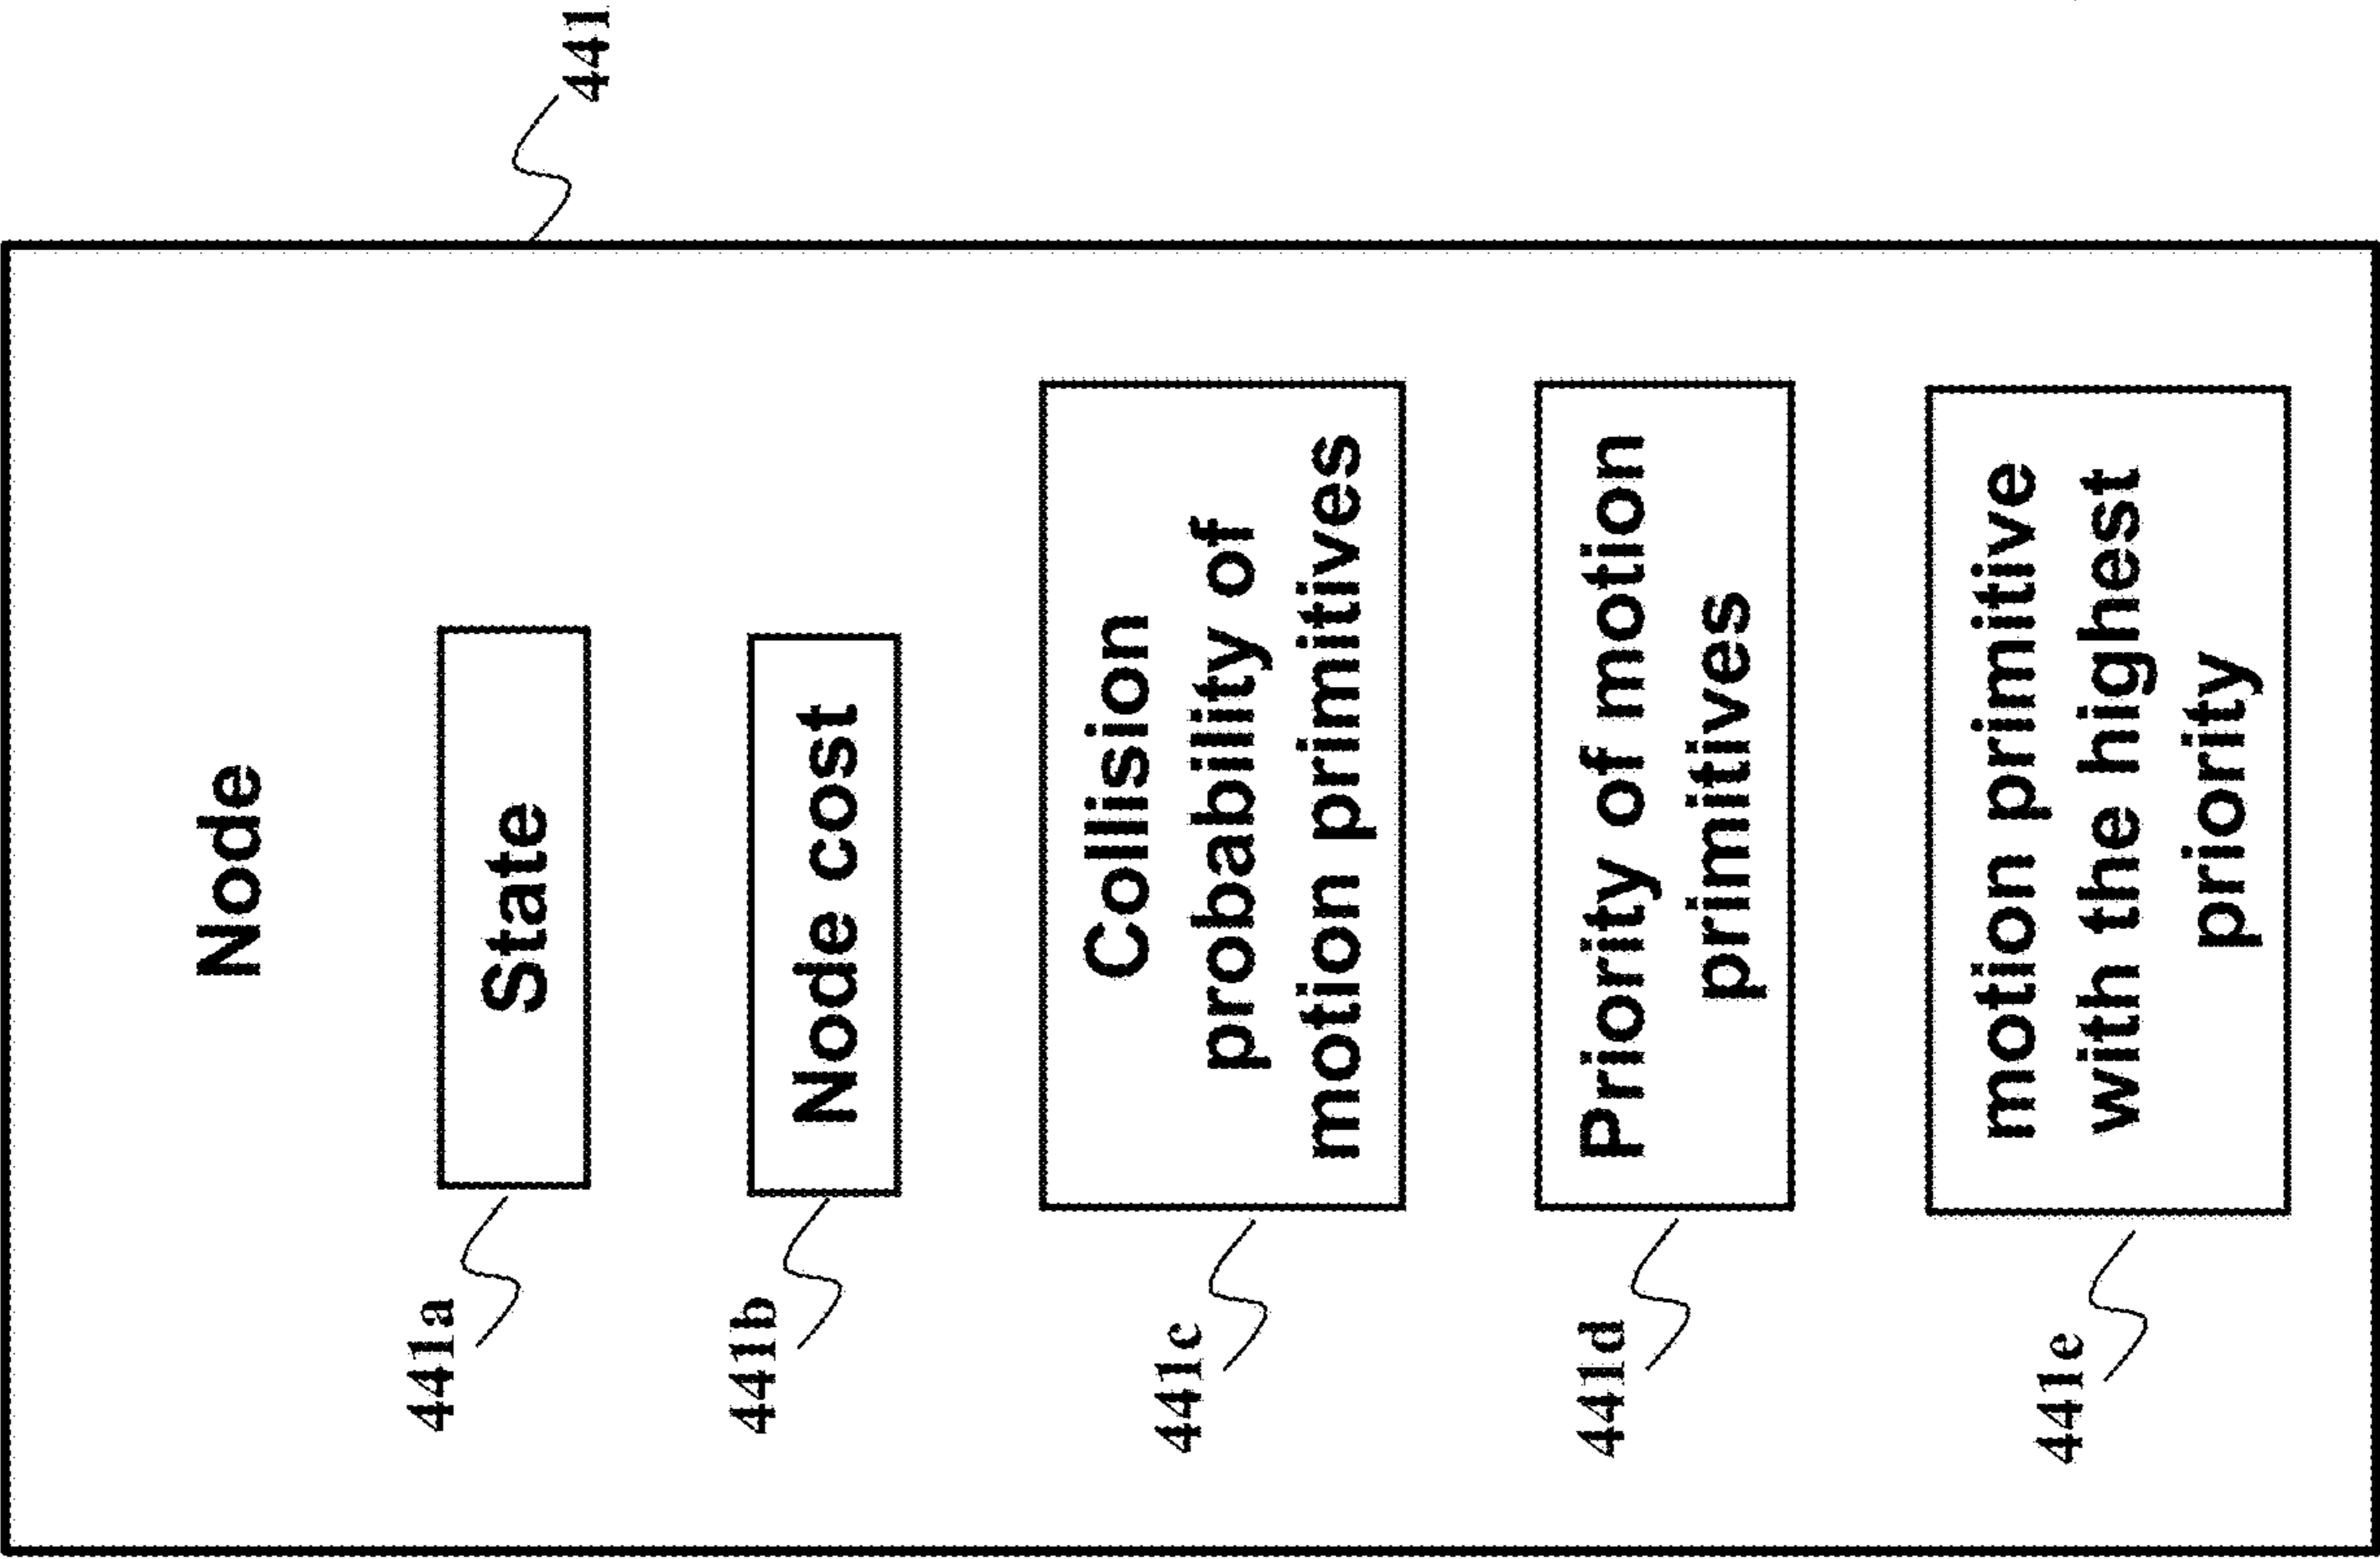 441
Node
441a
State
441b
Node cost
441c
Collision
probability of
motion primitives
441d
Priority of motion
primitives
441e
motion primitive
with the highest
priority